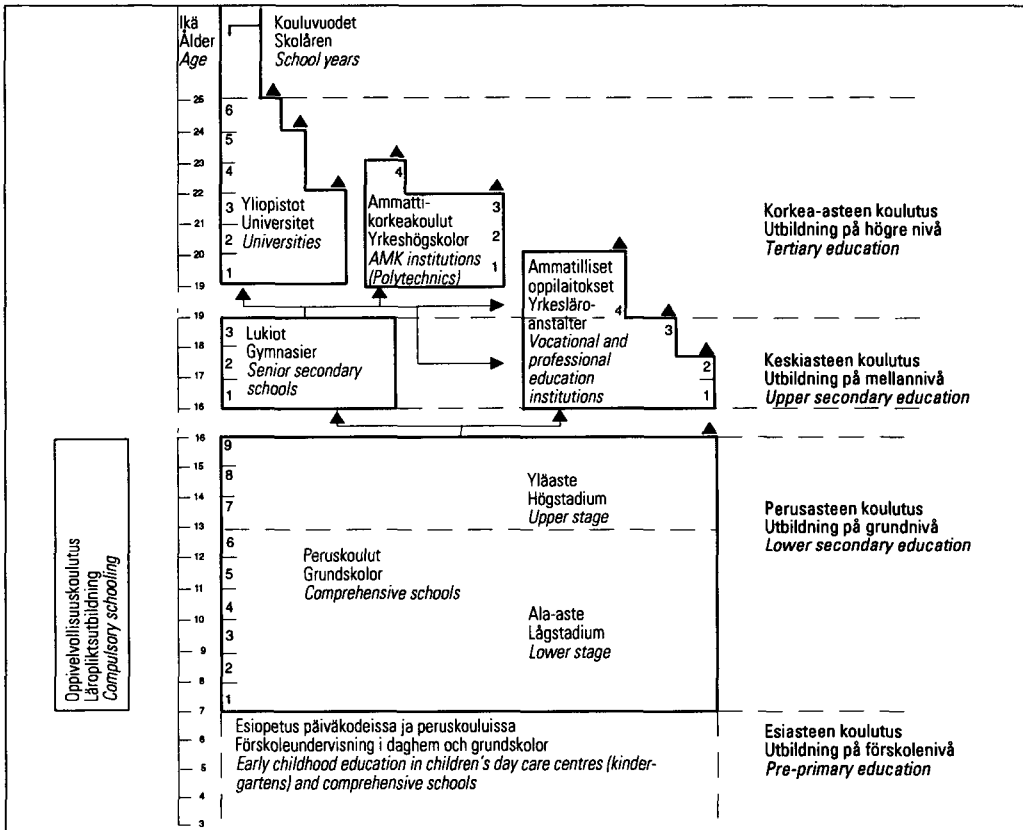 Ikä
Ålder
Age
Kouluvuodet
Skolåren
School years
25
24
23
22
21
20
19
6
5
4
3
2
1
Yliopistot
Universitet
Universities
4
3
2
1
Ammatti-
korkeakoulut
Yrkeshögskolor
AMK institutions
(Polytechnics)
Korkea-asteen koulutus
Utbildning på högre nivå
Tertiary education
Ammatilliset
oppilaitokset
Yrkesläro-
anstalter
Vocational and
professional
education
institutions
4
3
2
1
19
18
17
16
3
2
1
Lukiot
Gymnasier
Senior secondary
schools
Keskiasteen koulutus
Utbildning på mellannivå
Upper secondary education
Oppivelvollisuuskoulutus
Läropliktsutbildning
Compulsory schooling
16
15
14
13
12
11
10
9
8
7
9
8
7
6
5
4
3
2
1
Yläaste
Högstadium
Upper stage
Peruskoulut
Grundskolor
Comprehensive schools
Ala-aste
Lågstadium
Lower stage
Perusasteen koulutus
Utbildning på grundnivå
Lower secondary education
6
5
4
3
Esiopetus päiväkodeissa ja peruskouluissa
Förskoleundervisning i daghem och grundskolor
Early childhood education in children's day care centres (kinder-
gartens) and comprehensive schools
Esiasteen koulutus
Utbildning på förskolenivå
Pre-primary education